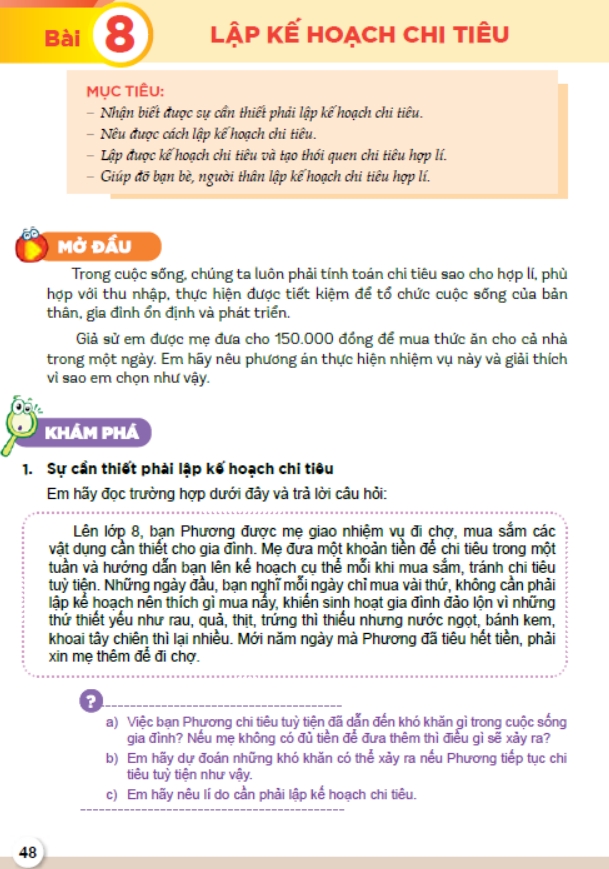 Bài 8 LẬP KẾ HOẠCH CHI TIÊU
MỤC TIÊU:
– Nhận biết được sự cần thiết phải lập kế hoạch chi tiêu.
– Nêu được cách lập kế hoạch chi tiêu.
– Lập được kế hoạch chi tiêu và tạo thói quen chi tiêu hợp lí.
– Giúp đỡ bạn bè, người thân lập kế hoạch chi tiêu hợp lí.
MỞ ĐẦU
Trong cuộc sống, chúng ta luôn phải tính toán chi tiêu sao cho hợp lí, phù
hợp với thu nhập, thực hiện được tiết kiệm để tổ chức cuộc sống của bản
thân, gia đình ổn định và phát triển.
Giả sử em được mẹ đưa cho 150.000 đồng để mua thức ăn cho cả nhà
trong một ngày. Em hãy nêu phương án thực hiện nhiệm vụ này và giải thích
vì sao em chọn như vậy.
KHÁM PHÁ
1. Sự cần thiết phải lập kế hoạch chi tiêu
Em hãy đọc trường hợp dưới đây và trả lời câu hỏi:
Lên lớp 8, bạn Phương được mẹ giao nhiệm vụ đi chợ, mua sắm các
vật dụng cần thiết cho gia đình. Mẹ đưa một khoản tiền để chi tiêu trong một
tuần và hướng dẫn bạn lên kế hoạch cụ thể mỗi khi mua sắm, tránh chi tiêu
tuỳ tiện. Những ngày đầu, bạn nghĩ mỗi ngày chỉ mua vài thứ, không cần phải
lập kế hoạch nên thích gì mua nấy, khiến sinh hoạt gia đình đảo lộn vì những
thứ thiết yếu như rau, quả, thịt, trứng thì thiếu nhưng nước ngọt, bánh kem,
khoai tây chiên thì lại nhiều. Mới năm ngày mà Phương đã tiêu hết tiền, phải
xin mẹ thêm để đi chợ.
?
a) Việc bạn Phương chi tiêu tuỳ tiện đã dẫn đến khó khăn gì trong cuộc sống
gia đình? Nếu mẹ không có đủ tiền để đưa thêm thì điều gì sẽ xảy ra?
b) Em hãy dự đoán những khó khăn có thể xảy ra nếu Phương tiếp tục chi
tiêu tuỳ tiện như vậy.
c) Em hãy nêu lí do cần phải lập kế hoạch chi tiêu.
48